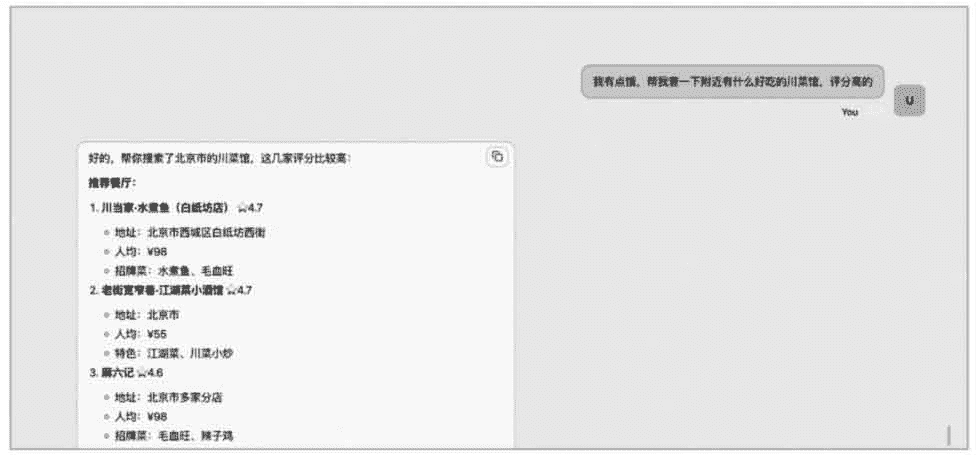 我有点饿，帮我看一下附近有什么好吃的川菜馆，评分高的
You
U
好的，帮你搜索了北京市的川菜馆，这几家评分比较高：
推荐餐厅：
1. 川当家·水煮鱼（白纸坊店）☆4.7
地址：北京市西城区白纸坊西街
人均：¥98
招牌菜：水煮鱼、毛血旺
2. 老街宽窄巷·江湖菜小酒馆 ☆4.7
地址：北京市
人均：¥55
特色：江湖菜、川菜小炒
3. 麻六记 ☆4.6
地址：北京市多家分店
人均：¥98
招牌菜：毛血旺、辣子鸡